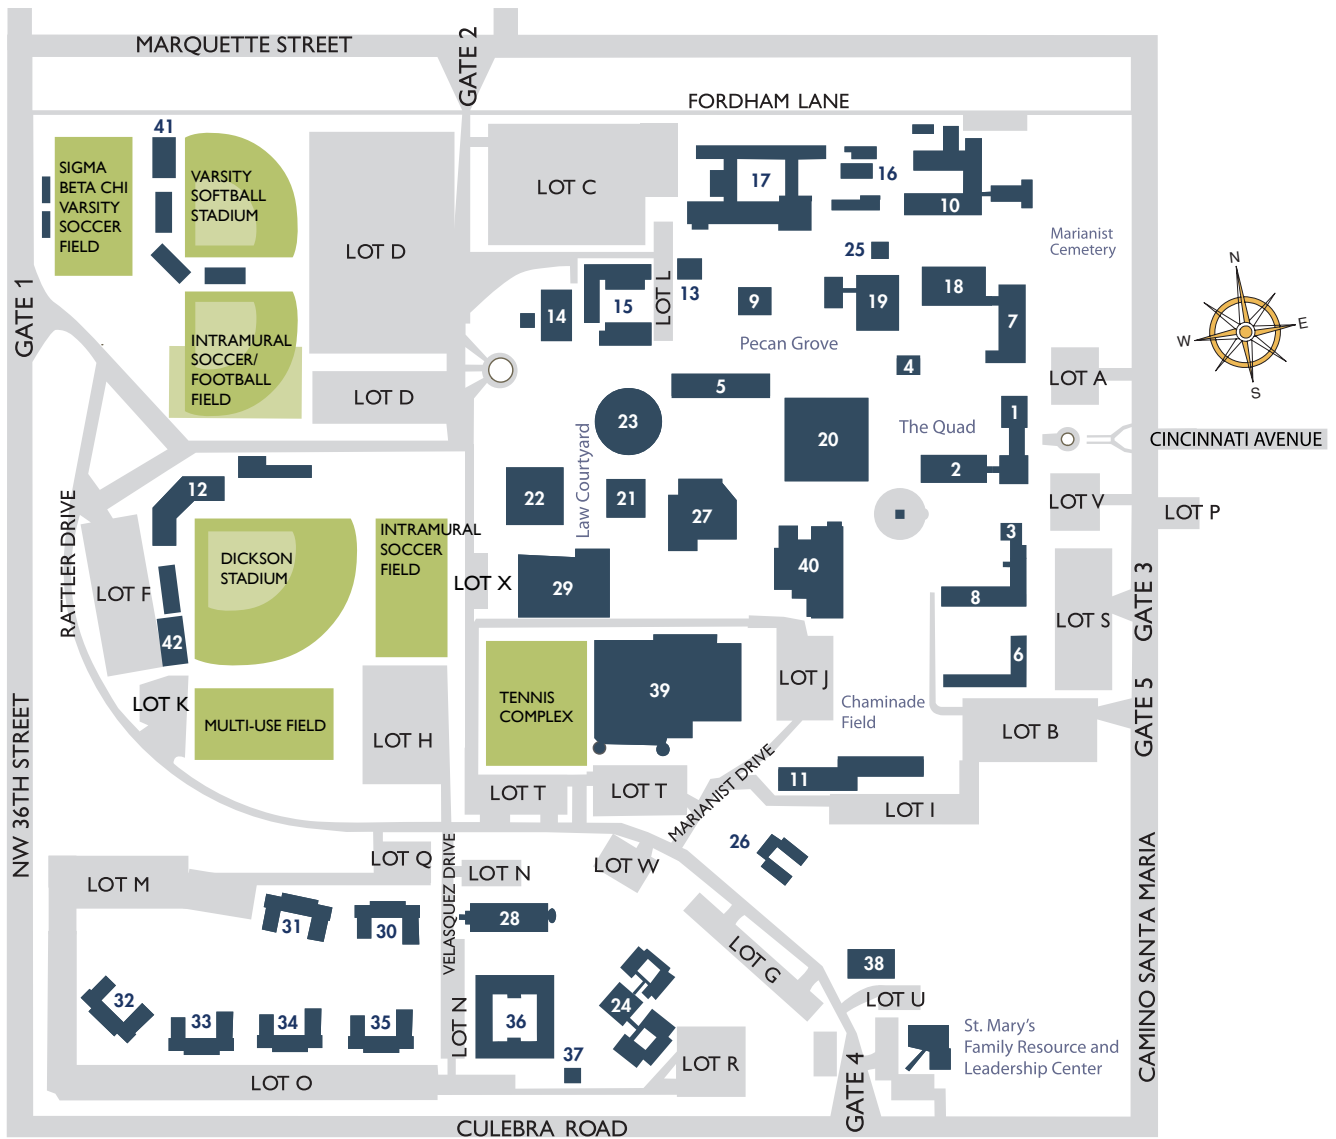 MARQUETTE STREET
GATE 2
FORDHAM LANE
41
SIGMA
BETA CHI
VARSITY
SOCCER
FIELD
VARSITY
SOFTBALL
STADIUM
LOT D
LOT C
17
16
10
Marianist
Cemetery
25
N
E
S
W
GATE 1
INTRAMURAL
SOCCER/
FOOTBALL
FIELD
LOT D
14
15
LOT L
13
9
19
18
7
Pecan Grove
4
LOT A
5
23
Law Courtyard
20
The Quad
1
2
CINCINNATI AVENUE
12
22
21
27
LOT V
LOT P
RATTLER DRIVE
LOT F
DICKSON
STADIUM
INTRAMURAL
SOCCER
FIELD
LOT X
29
40
3
8
LOT S
GATE 3
42
LOT K
MULTI-USE FIELD
LOT H
TENNIS
COMPLEX
39
LOT J
Chaminade
Field
6
LOT B
GATE 5
NW 36TH STREET
LOT T
LOT T
MARIANIST DRIVE
11
LOT I
LOT M
LOT Q
VELASQUEZ DRIVE
LOT N
LOT W
26
31
30
28
LOT G
38
LOT U
32
33
34
35
LOT N
36
24
37
LOT R
LOT O
St. Mary's
Family Resource and
Leadership Center
GATE 4
CAMINO SANTA MARIA
CULEBRA ROAD